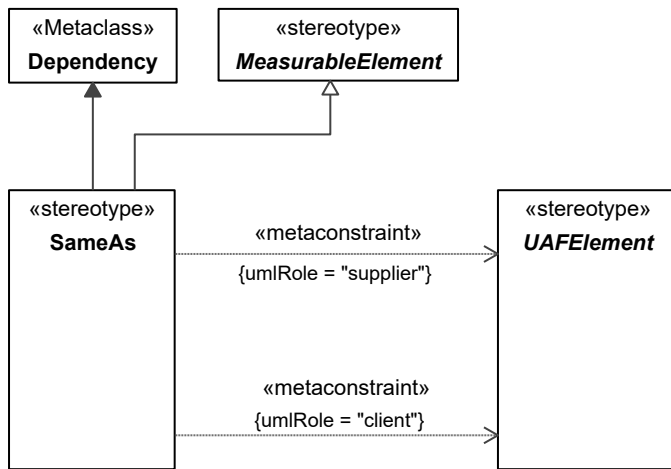 «Metaclass»
Dependency
«stereotype»
MeasurableElement
«stereotype»
SameAs
«metaconstraint»
{umlRole = "supplier"}
«stereotype»
UAFElement
«metaconstraint»
{umlRole = "client"}